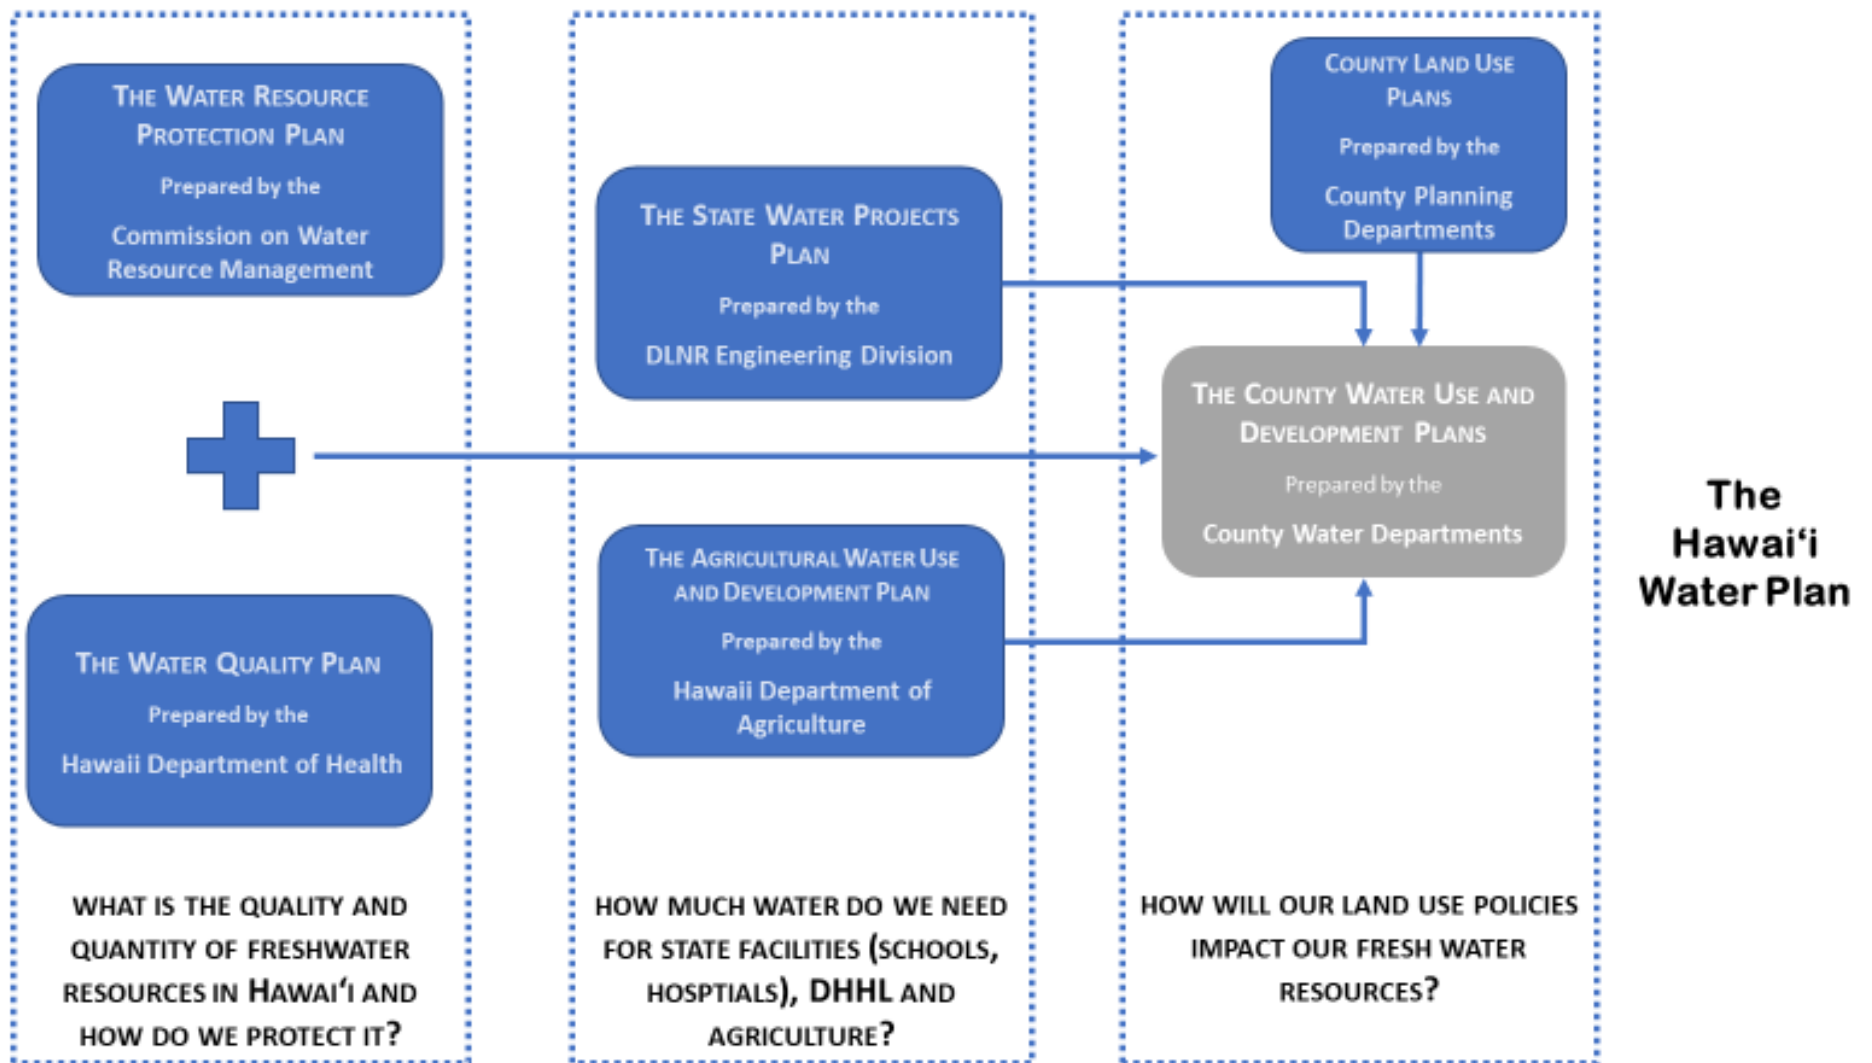 THE WATER RESOURCE
PROTECTION PLAN
Prepared by the
Commission on Water
Resource Management
THE WATER QUALITY PLAN
Prepared by the
Hawaii Department of Health
WHAT IS THE QUALITY AND
QUANTITY OF FRESHWATER
RESOURCES IN HAWAIʻI AND
HOW DO WE PROTECT IT?
THE STATE WATER PROJECTS
PLAN
Prepared by the
DLNR Engineering Division
THE AGRICULTURAL WATER USE
AND DEVELOPMENT PLAN
Prepared by the
Hawaii Department of
Agriculture
HOW MUCH WATER DO WE NEED
FOR STATE FACILITIES (SCHOOLS,
HOSPTIALS), DHHL AND
AGRICULTURE?
COUNTY LAND USE
PLANS
Prepared by the
County Planning
Departments
THE COUNTY WATER USE AND
DEVELOPMENT PLANS
Prepared by the
County Water Departments
HOW WILL OUR LAND USE POLICIES
IMPACT OUR FRESH WATER
RESOURCES?
The
Hawaiʻi
Water Plan